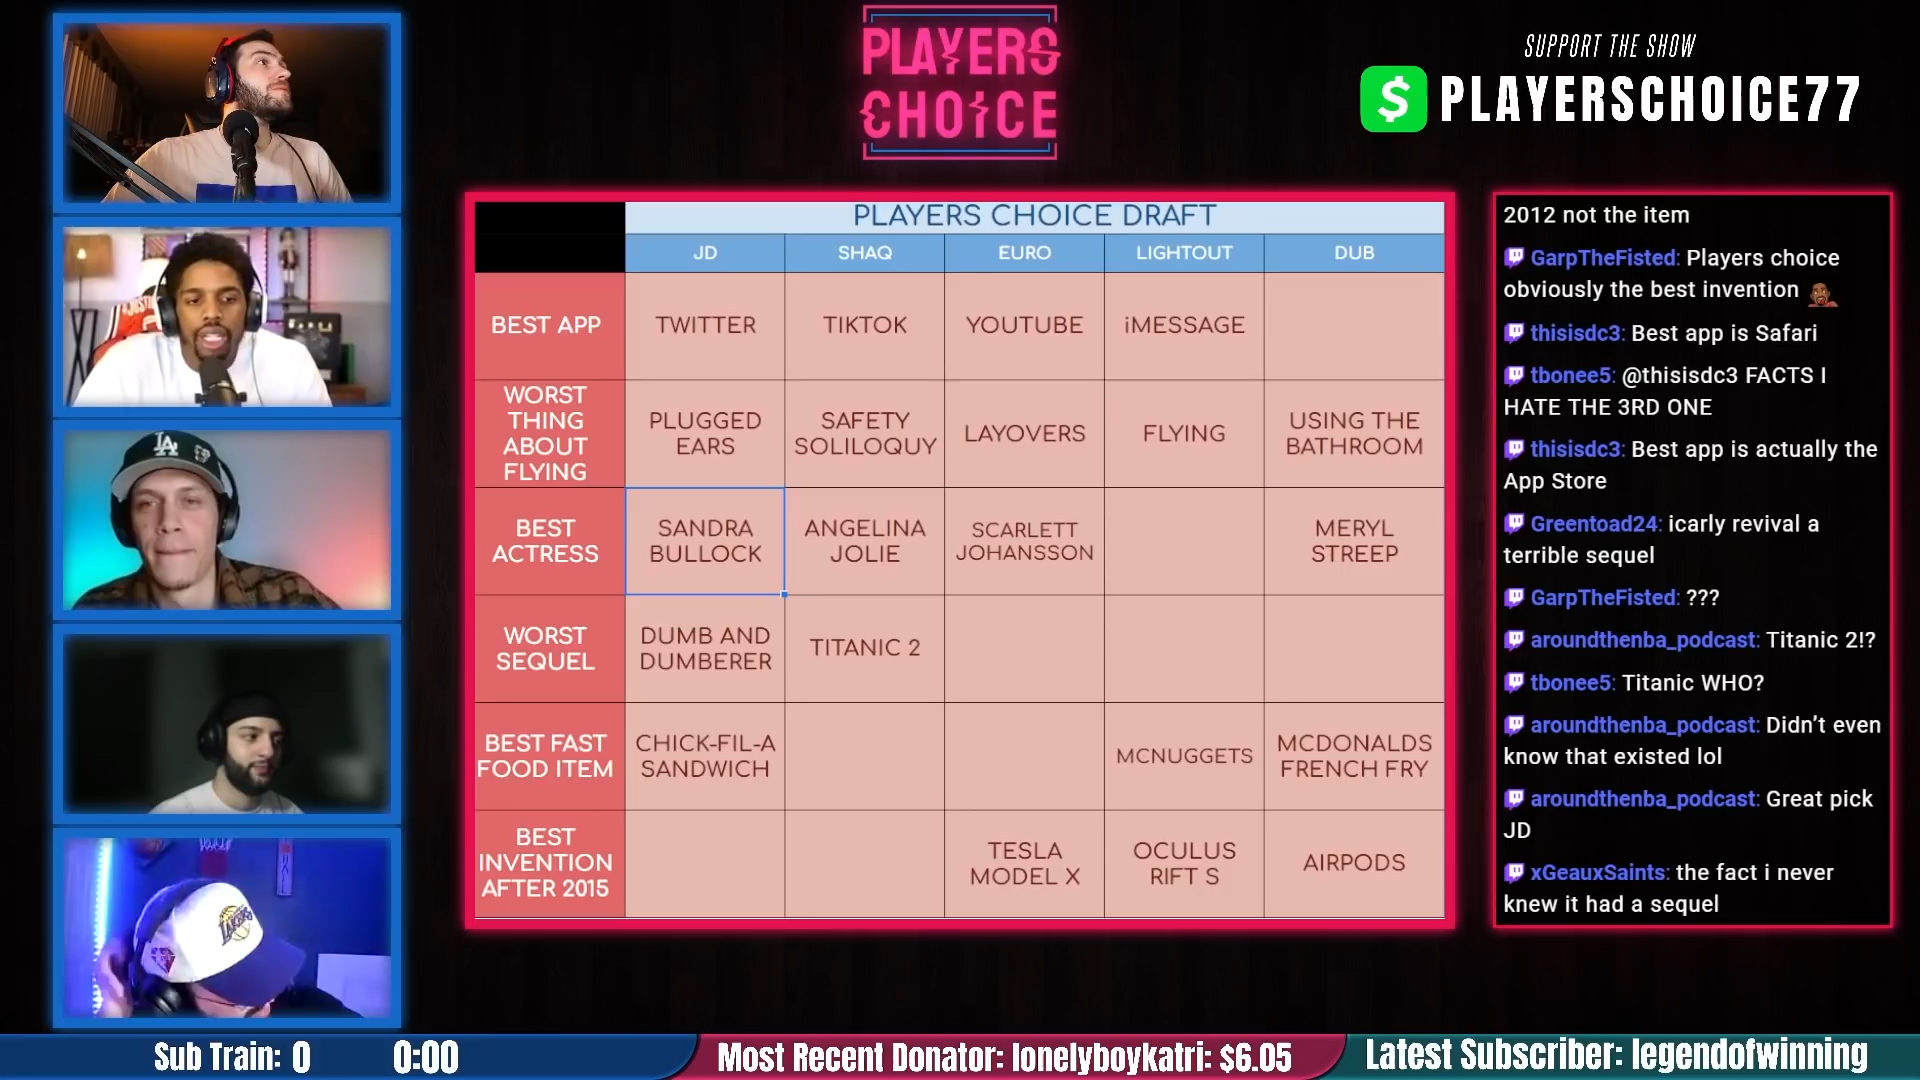 PLAYERS
CHOICE
SUPPORT THE SHOW
$ PLAYERSCHOICE77
PLAYERS CHOICE DRAFT
JD SHAQ EURO LIGHTOUT DUB
BEST APP TWITTER TIKTOK YOUTUBE iMESSAGE
WORST
THING
ABOUT
FLYING
PLUGGED
EARS
SAFETY
SOLILOQUY
LAYOVERS
FLYING
USING THE
BATHROOM
BEST
ACTRESS
SANDRA
BULLOCK
ANGELINA
JOLIE
SCARLETT
JOHANSSON
MERYL
STREEP
WORST
SEQUEL
DUMB AND
DUMBERER
TITANIC 2
BEST FAST
FOOD ITEM
CHICK-FIL-A
SANDWICH
MCNUGGETS
MCDONALDS
FRENCH FRY
BEST
INVENTION
AFTER 2015
TESLA
MODEL X
OCULUS
RIFT S
AIRPODS
2012 not the item
GarpTheFisted: Players choice
obviously the best invention
thisisdc3: Best app is Safari
tbonee5: @thisisdc3 FACTS I
HATE THE 3RD ONE
thisisdc3: Best app is actually the
App Store
Greentoad24: icarly revival a
terrible sequel
GarpTheFisted: ???
aroundthenba_podcast: Titanic 2!?
tbonee5: Titanic WHO?
aroundthenba_podcast: Didn't even
know that existed lol
aroundthenba_podcast: Great pick
JD
xGeauxSaints: the fact i never
knew it had a sequel
LA
LAKERS
Sub Train: 0 0:00
Most Recent Donator: lonelyboykatri: $6.05
Latest Subscriber: legendofwinning